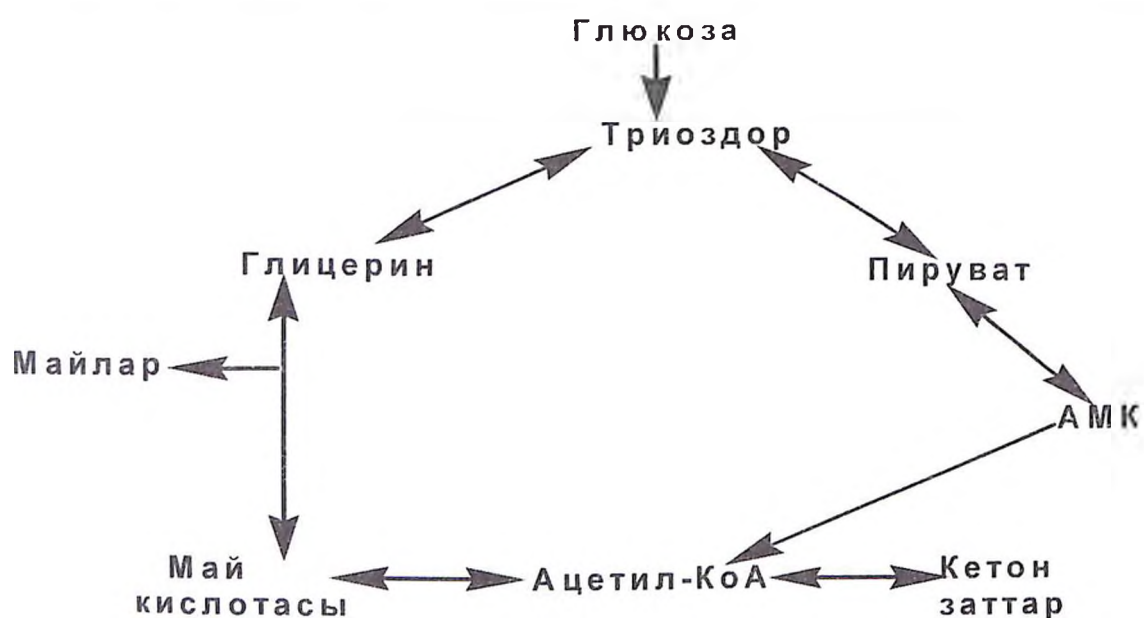 Глюкоза
Триоздор
Глицерин
Пируват
Майлар
АМК
Май
кислотасы
Ацетил-КоА
Кетон
заттар